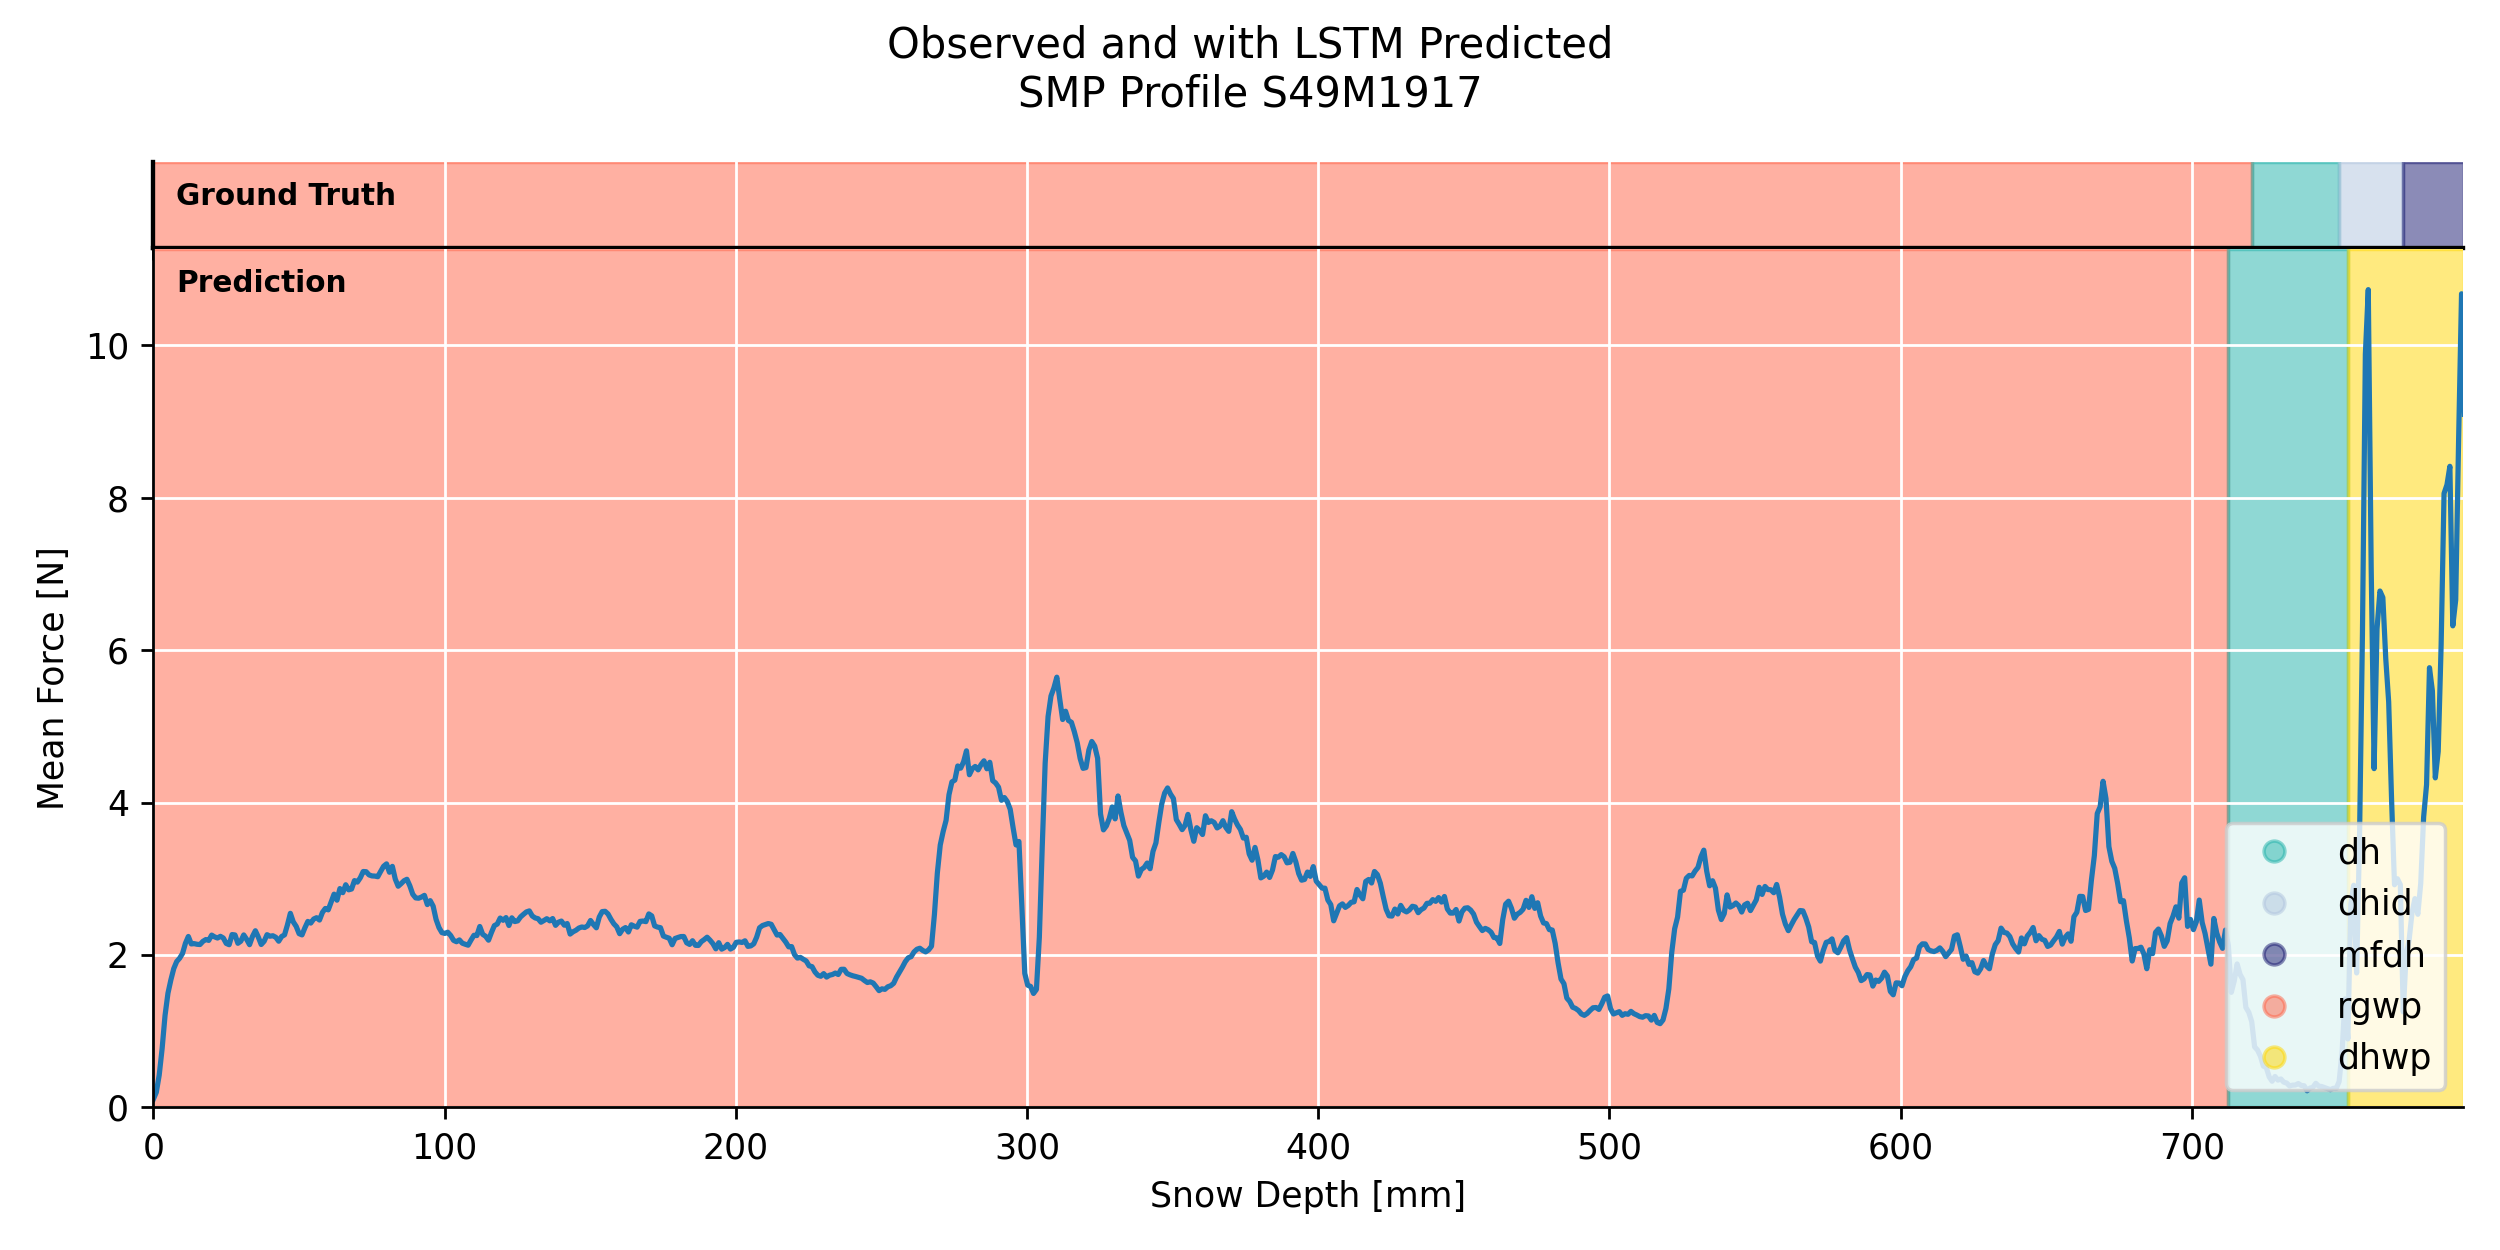 Observed and with LSTM Predicted
SMP Profile S49M1917
Ground Truth
Prediction
10
8
6
4
2
0
Mean Force [N]
dh
dhid
mfdh
rgwp
dhwp
0 100 200 300 400 500 600 700
Snow Depth [mm]